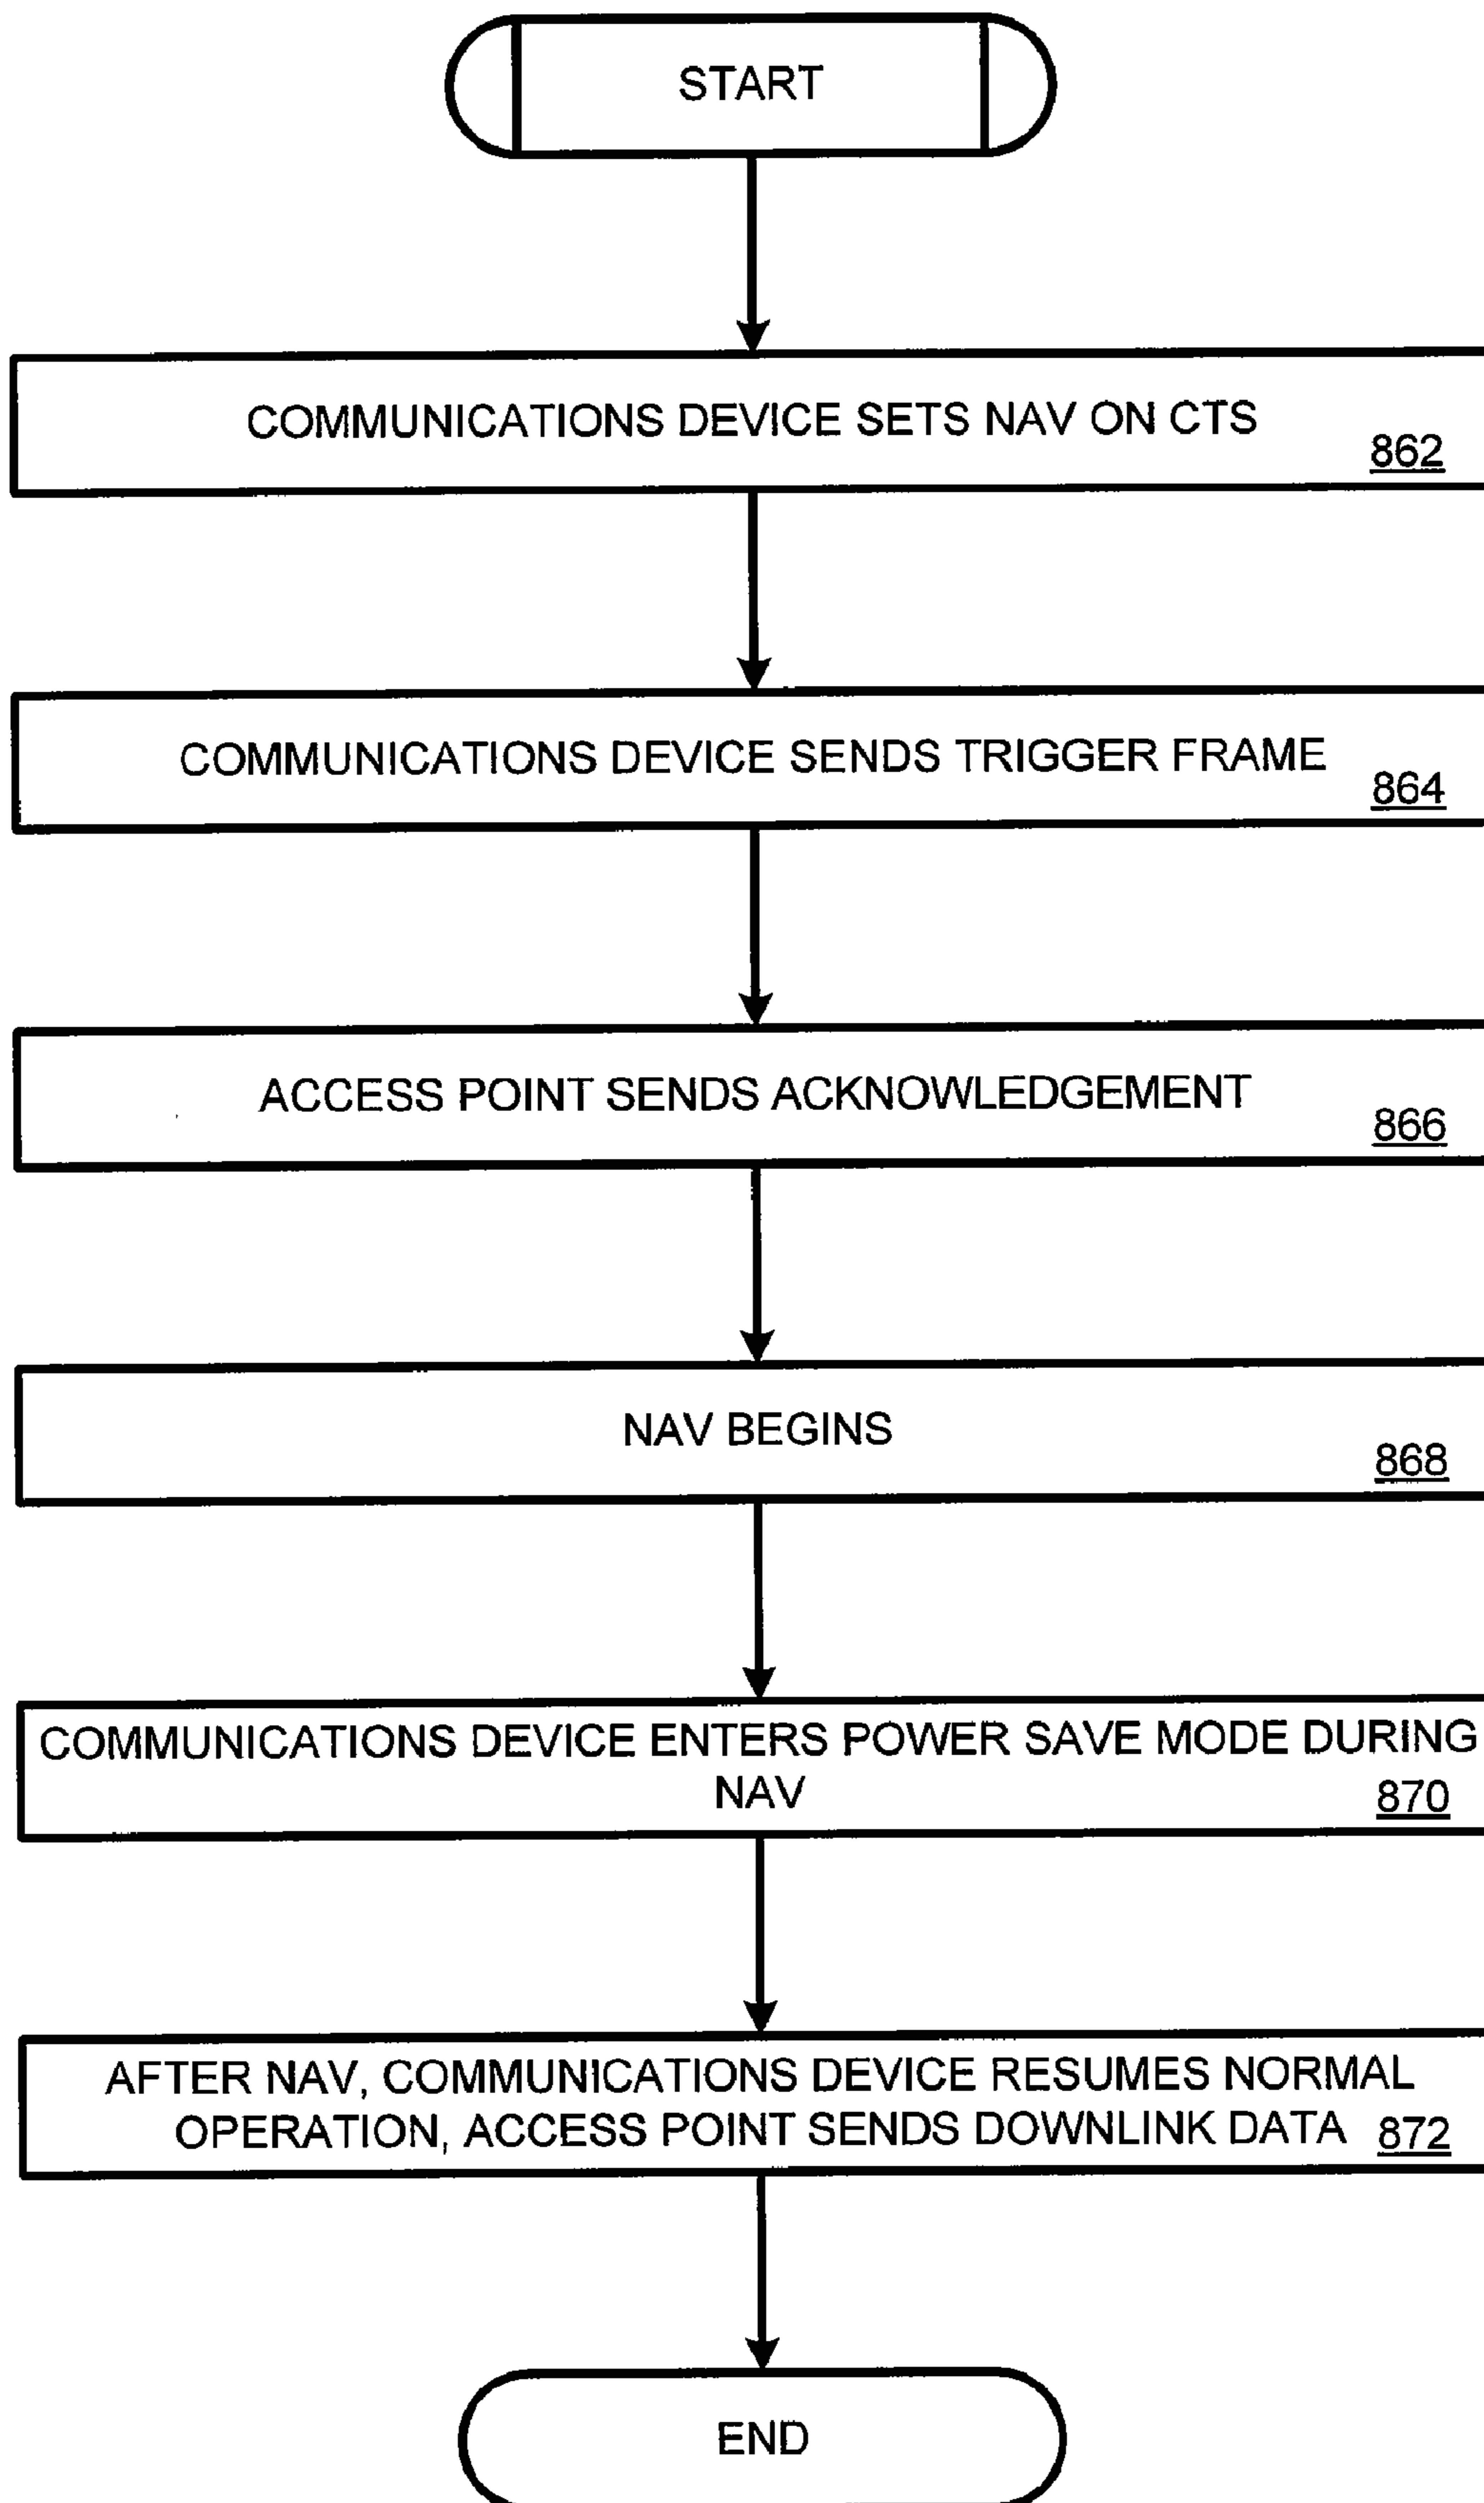 START
COMMUNICATIONS DEVICE SETS NAV ON CTS
862
COMMUNICATIONS DEVICE SENDS TRIGGER FRAME
864
ACCESS POINT SENDS ACKNOWLEDGEMENT
866
NAV BEGINS
868
COMMUNICATIONS DEVICE ENTERS POWER SAVE MODE DURING
NAV
870
AFTER NAV, COMMUNICATIONS DEVICE RESUMES NORMAL
OPERATION, ACCESS POINT SENDS DOWNLINK DATA
872
END